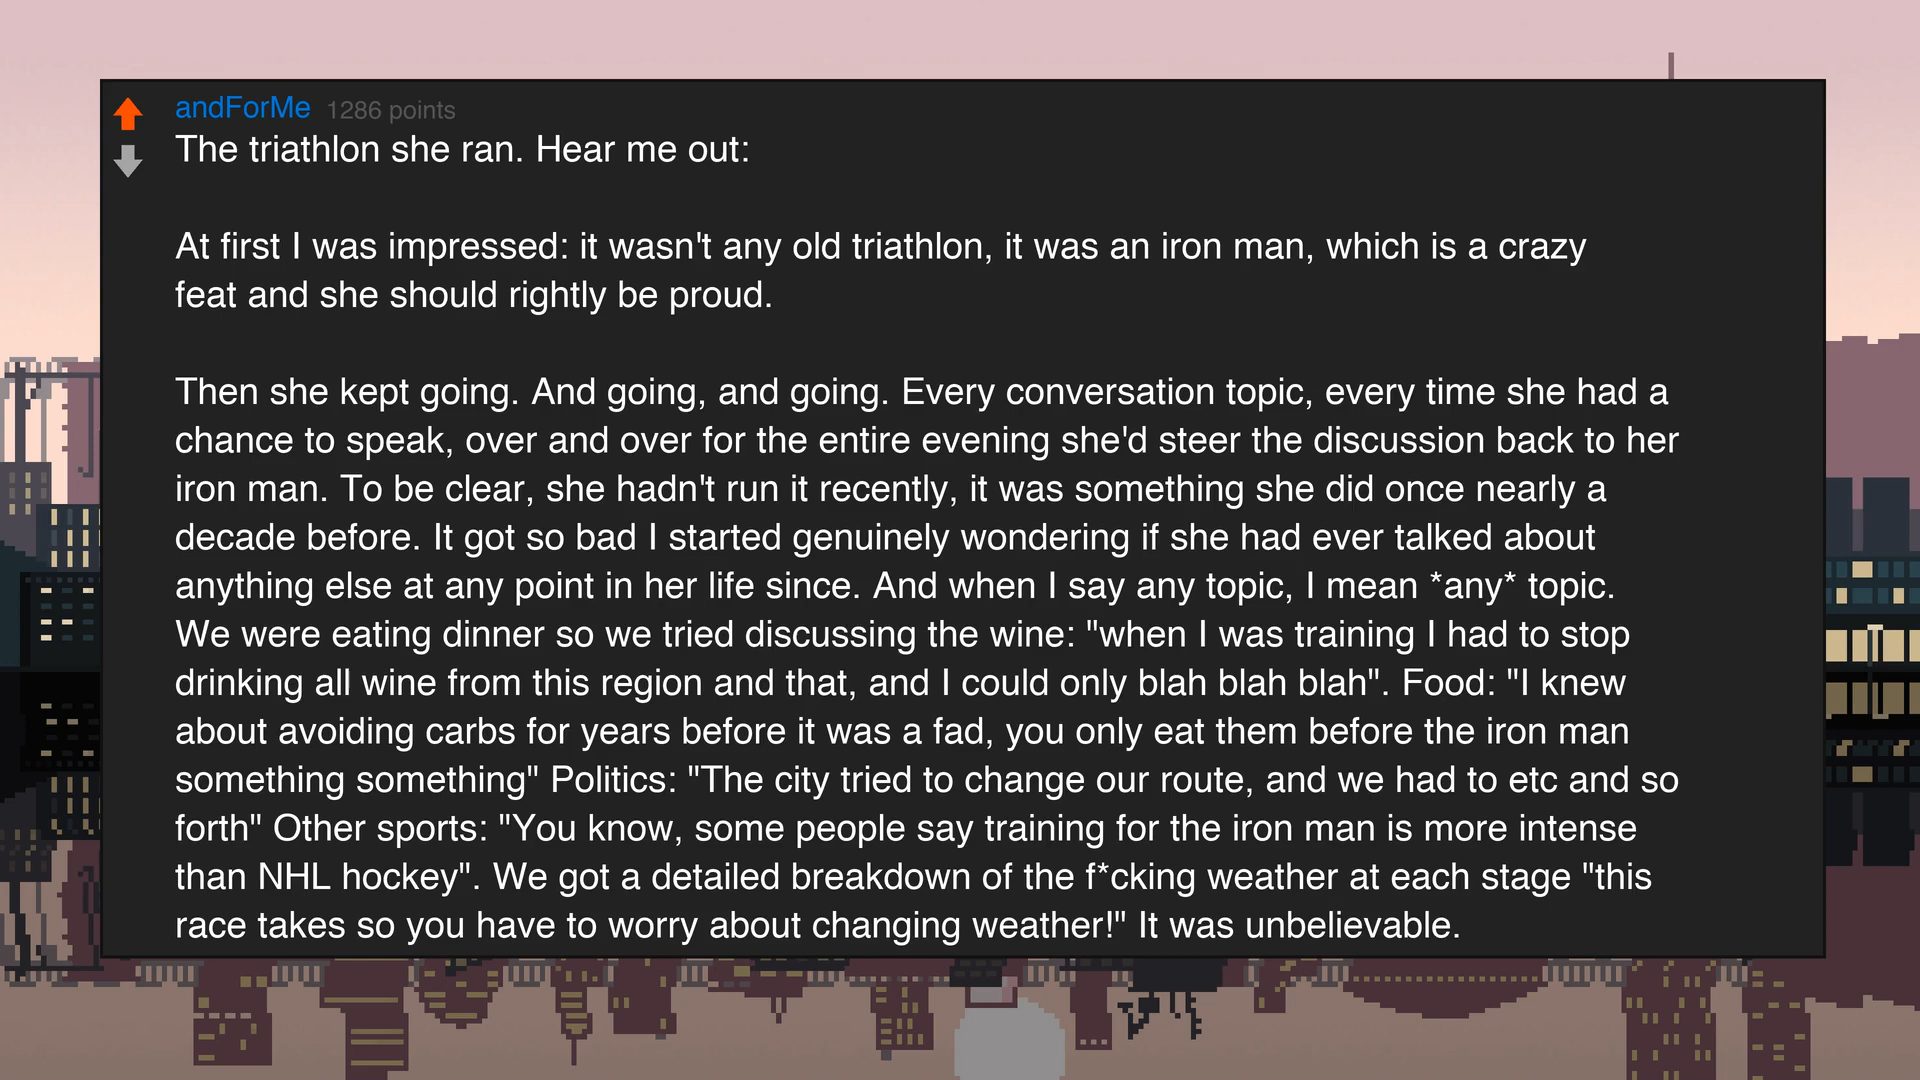 andForMe 1286 points
The triathlon she ran. Hear me out:
At first I was impressed: it wasn't any old triathlon, it was an iron man, which is a crazy
feat and she should rightly be proud.
Then she kept going. And going, and going. Every conversation topic, every time she had a
chance to speak, over and over for the entire evening she'd steer the discussion back to her
iron man. To be clear, she hadn't run it recently, it was something she did once nearly a
decade before. It got so bad I started genuinely wondering if she had ever talked about
anything else at any point in her life since. And when I say any topic, I mean *any* topic.
We were eating dinner so we tried discussing the wine: "when I was training I had to stop
drinking all wine from this region and that, and I could only blah blah blah". Food: "I knew
about avoiding carbs for years before it was a fad, you only eat them before the iron man
something something" Politics: "The city tried to change our route, and we had to etc and so
forth" Other sports: "You know, some people say training for the iron man is more intense
than NHL hockey". We got a detailed breakdown of the f*cking weather at each stage "this
race takes so you have to worry about changing weather!" It was unbelievable.